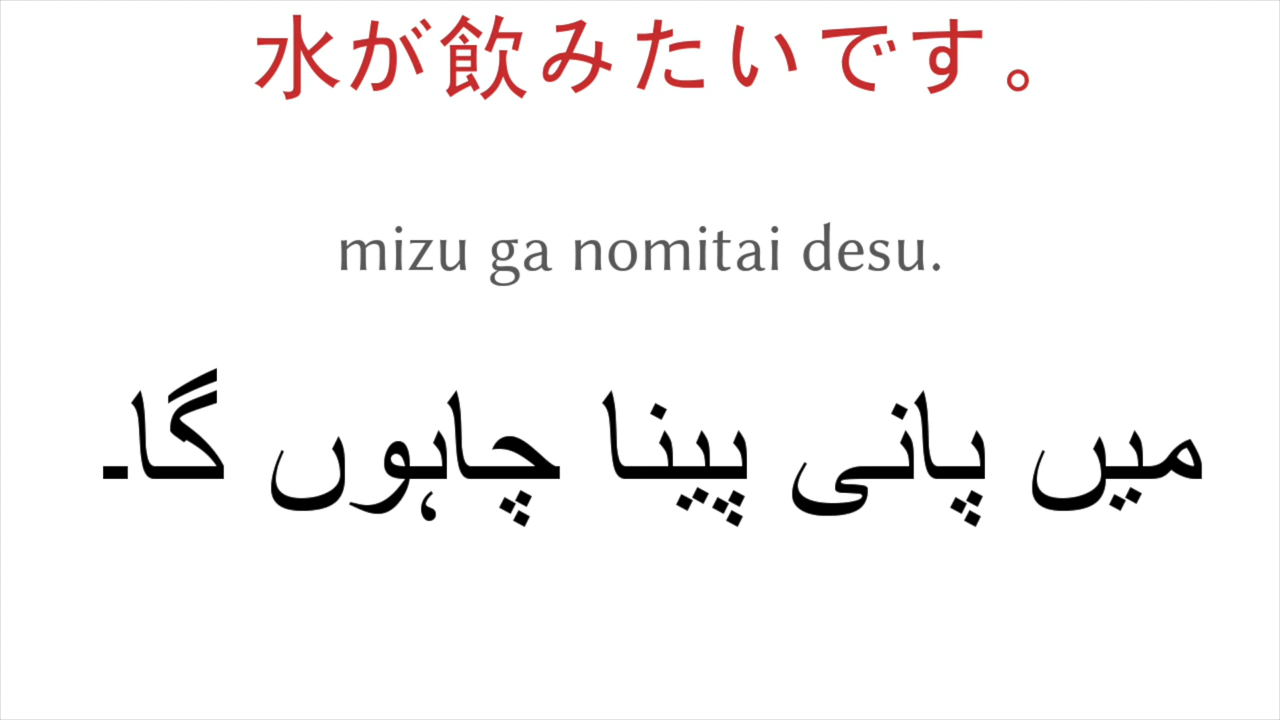 水が飲みたいです。
mizu ga nomitai desu.
میں پانی پینا چاہوں گا۔